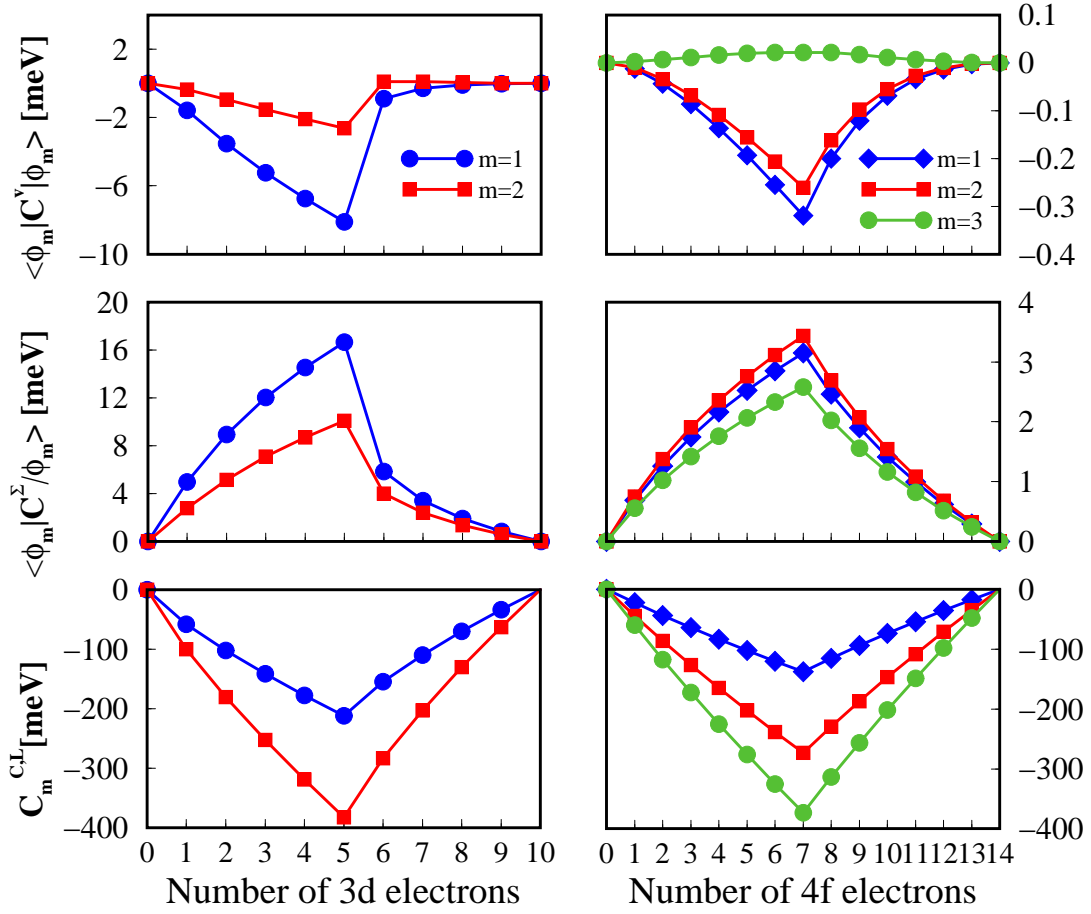 <ϕm|Cv|ϕm> [meV]
2
0
−2
−6
−10
m=1
m=2
0.1
0
−0.1
−0.2
−0.3
−0.4
m=1
m=2
m=3
<ϕm|CΣ/ϕm> [meV]
20
16
12
8
4
0
4
3
2
1
0
CmC,L[meV]
0
−100
−200
−300
−400
0
−100
−200
−300
−400
0 1 2 3 4 5 6 7 8 9 10
0 1 2 3 4 5 6 7 8 9 10 11 12 13 14
Number of 3d electrons
Number of 4f electrons